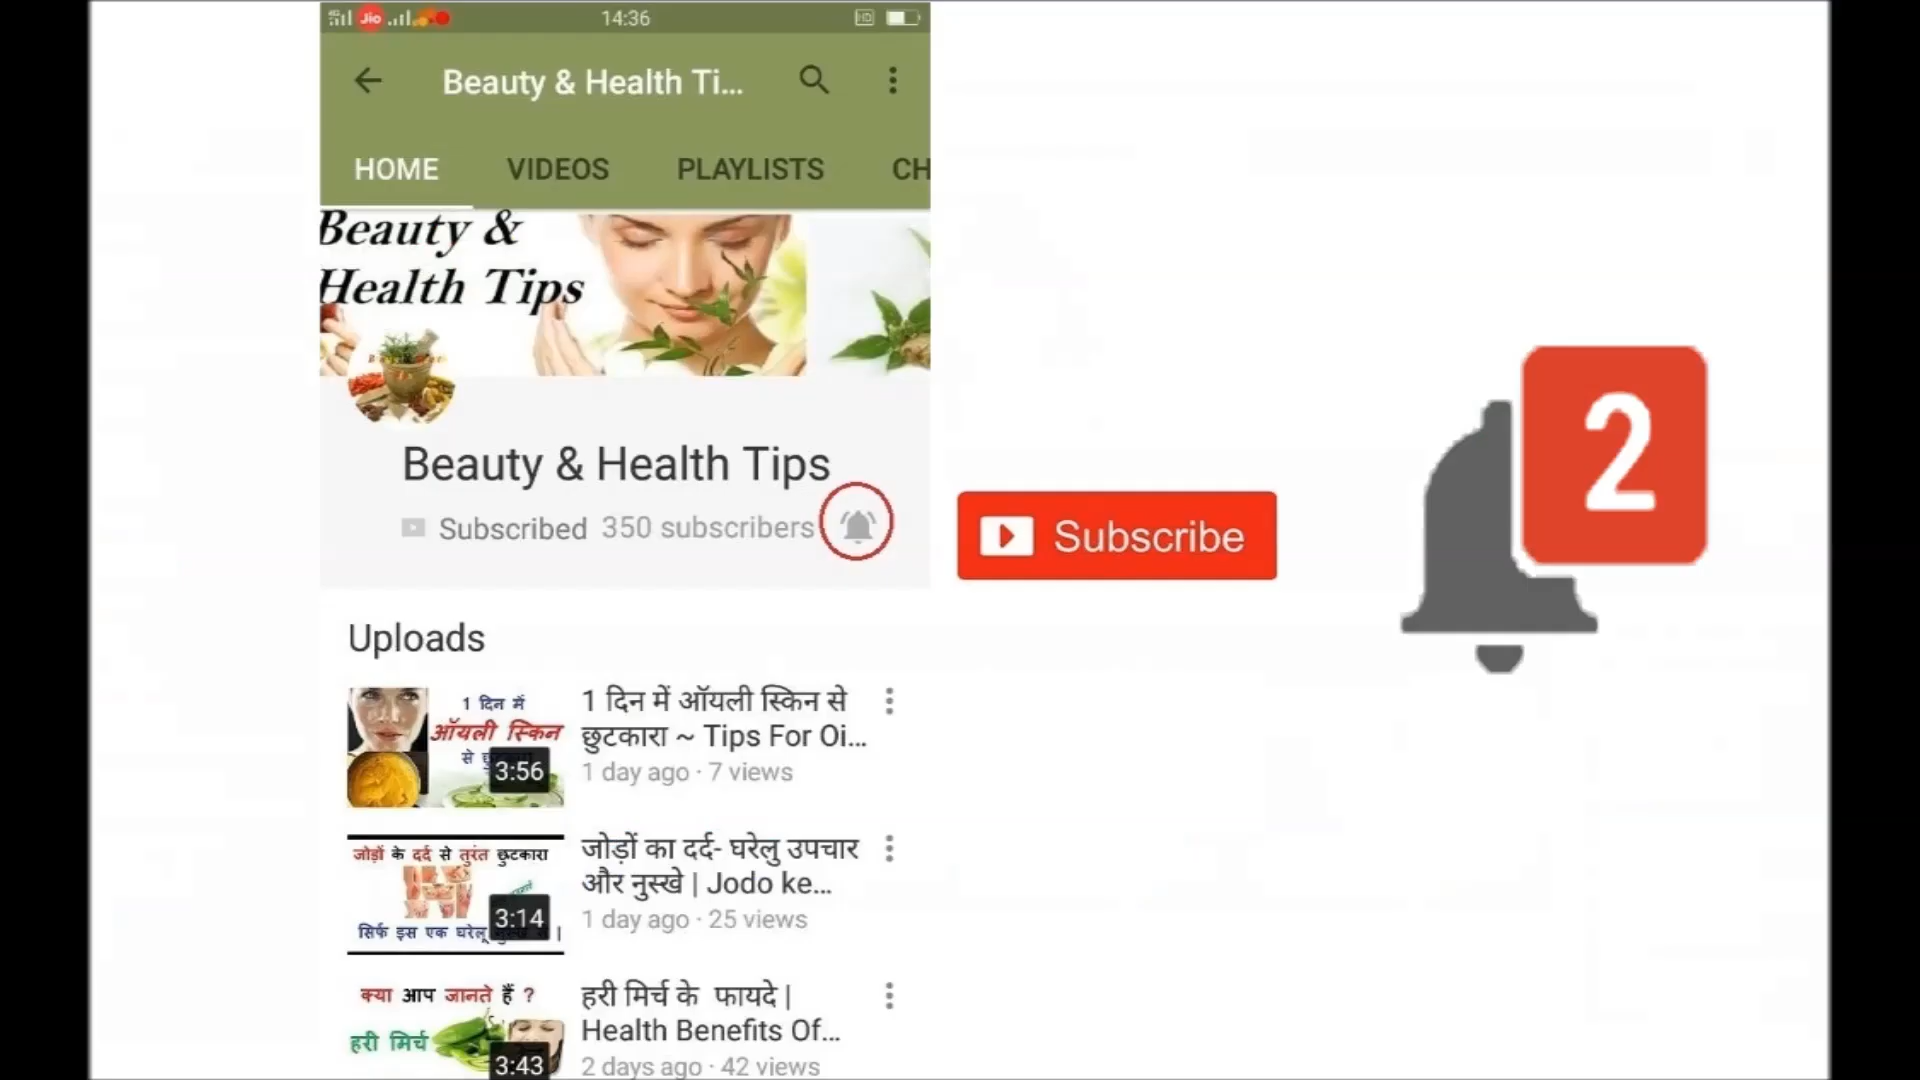 Jio 14:36 HD
Beauty & Health Ti...
HOME VIDEOS PLAYLISTS CH
Beauty &
Health Tips
Beauty & Health Tips
Subscribed 350 subscribers
Subscribe
2
Uploads
1 दिन में
ऑयली स्किन
से
3:56
1 दिन में ऑयली स्किन से
छुटकारा ~ Tips For Oi...
1 day ago · 7 views
जोड़ों के दर्द से तुरंत छुटकारा
3:14
सिर्फ इस एक घरेलू
जोड़ों का दर्द- घरेलु उपचार
और नुस्खे | Jodo ke...
1 day ago · 25 views
क्या आप जानते हैं ?
हरी मिर्च
3:43
हरी मिर्च के फायदे |
Health Benefits Of...
2 days ago · 42 views